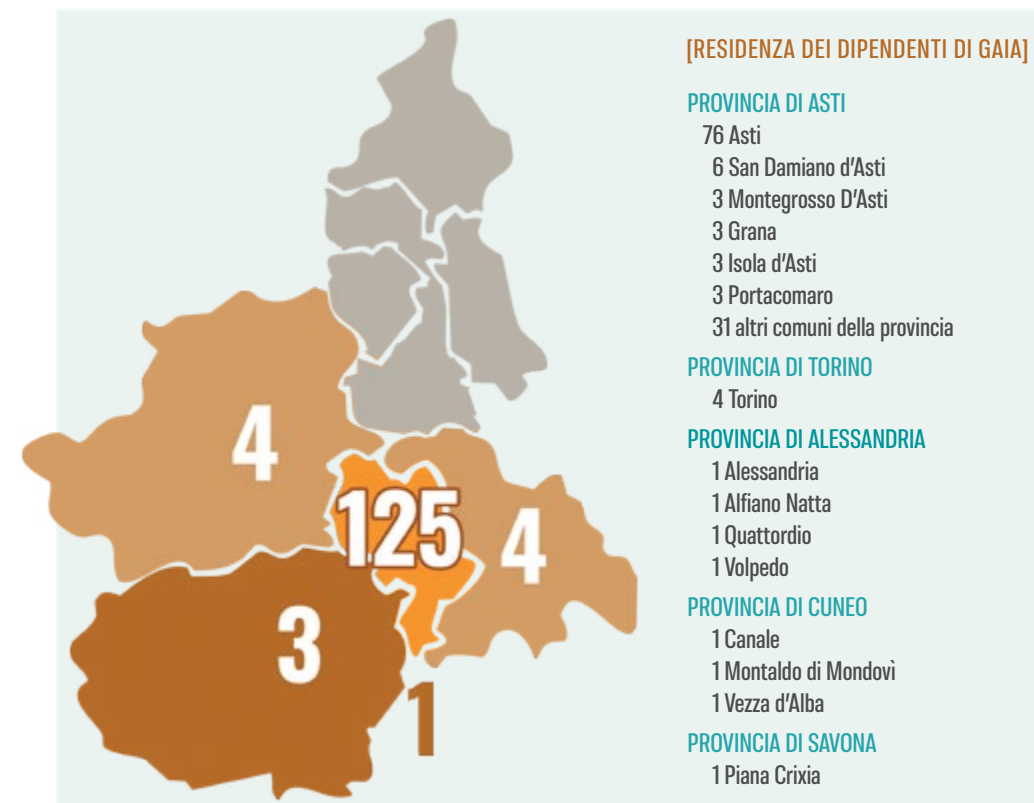 [RESIDENZA DEI DIPENDENTI DI GAIA]
PROVINCIA DI ASTI
76 Asti
6 San Damiano d'Asti
3 Montegrosso D'Asti
3 Grana
3 Isola d'Asti
3 Portacomaro
31 altri comuni della provincia
PROVINCIA DI TORINO
4 Torino
PROVINCIA DI ALESSANDRIA
1 Alessandria
1 Alfiano Natta
1 Quattordio
1 Volpedo
PROVINCIA DI CUNEO
1 Canale
1 Montaldo di Mondovì
1 Vezza d'Alba
PROVINCIA DI SAVONA
1 Piana Crixia
4
125
4
3
1